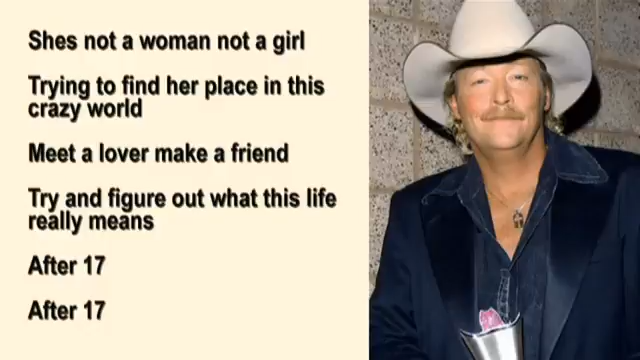 Shes not a woman not a girl
Trying to find her place in this
crazy world
Meet a lover make a friend
Try and figure out what this life
really means
After 17
After 17